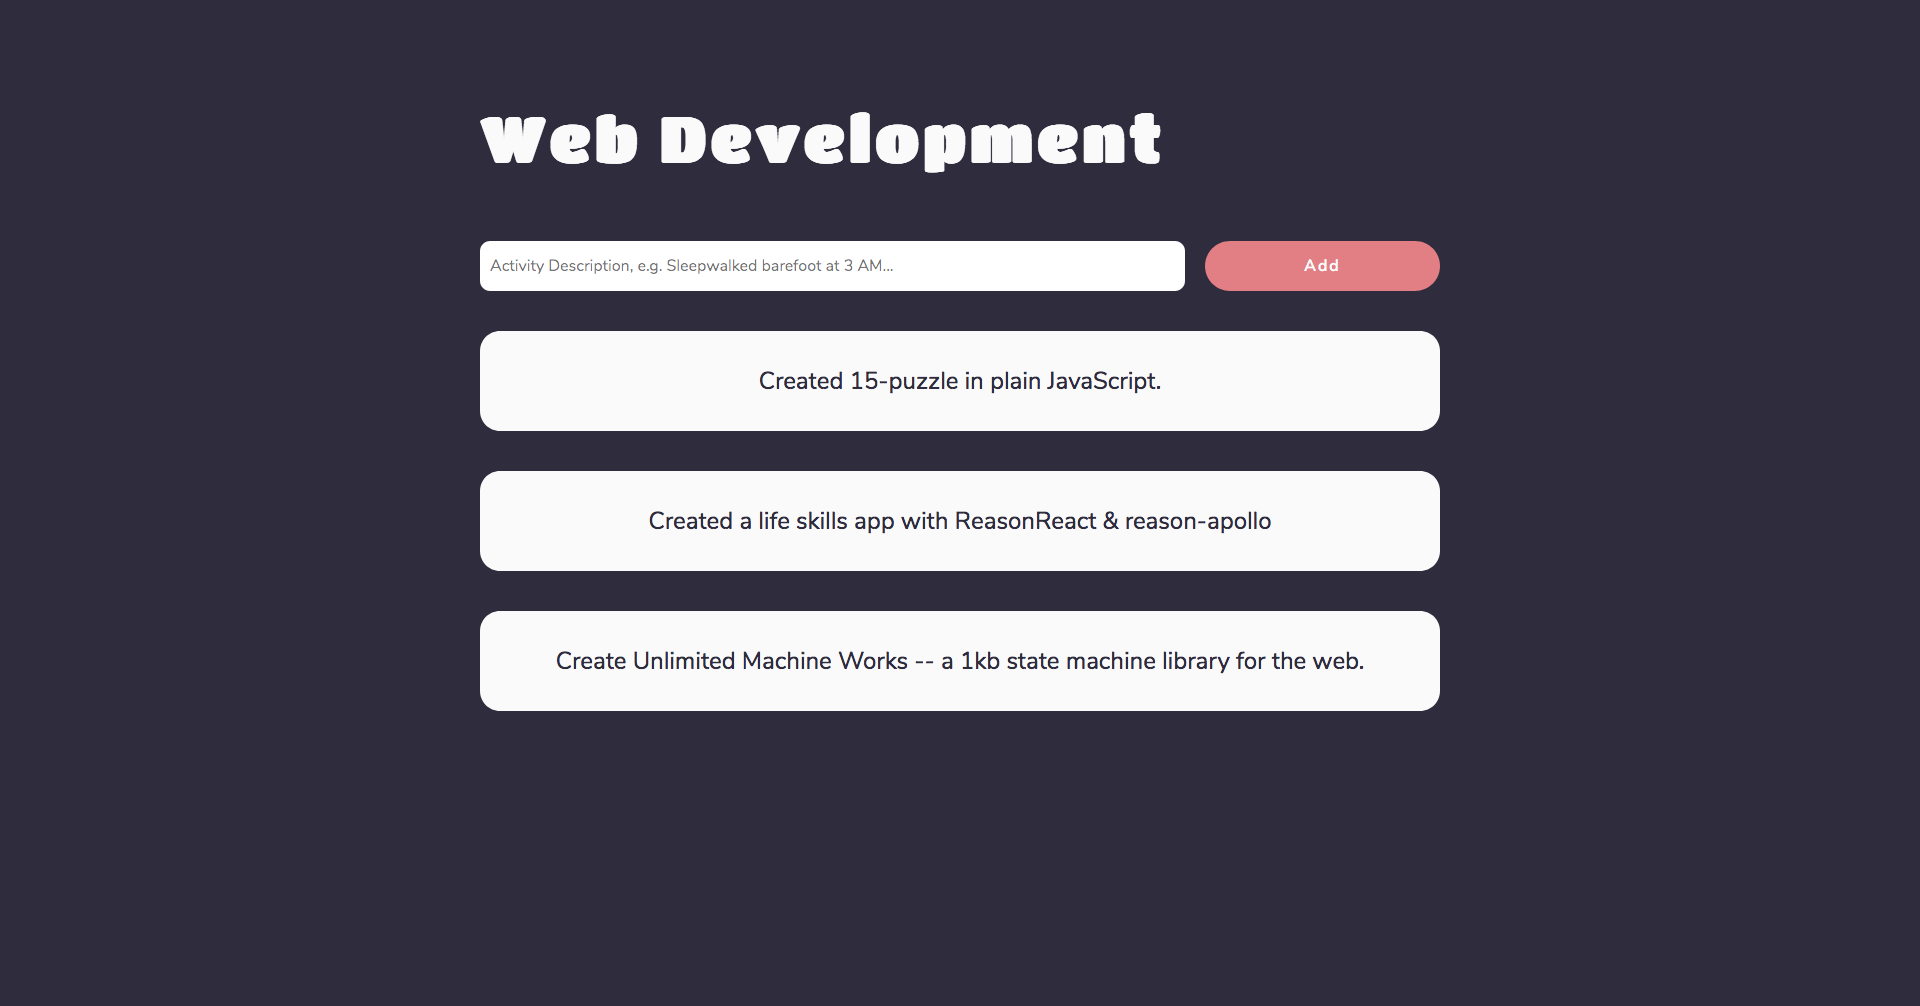 Web Development
Activity Description, e.g. Sleepwalked barefoot at 3 AM...
Add
Created 15-puzzle in plain JavaScript.
Created a life skills app with ReasonReact & reason-apollo
Create Unlimited Machine Works -- a 1kb state machine library for the web.